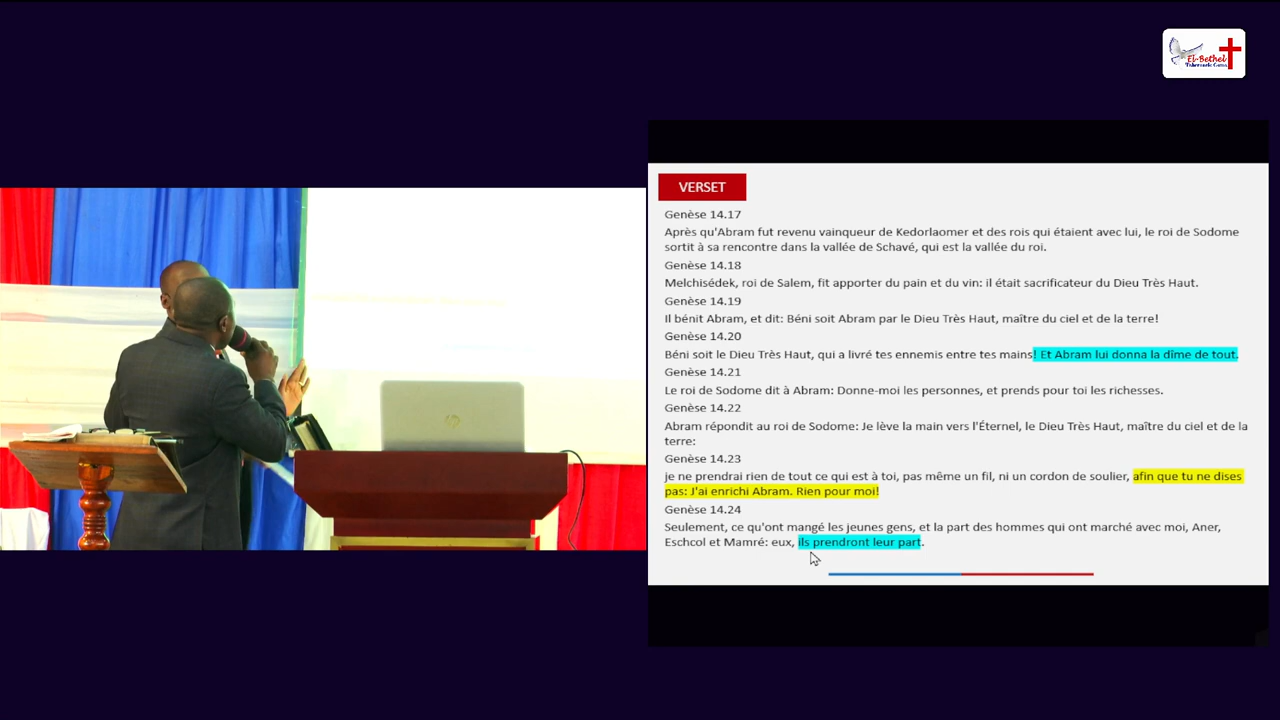 El-Bethel
VERSET
Genèse 14.17
Après qu'Abram fut revenu vainqueur de Kedorlaomer et des rois qui étaient avec lui, le roi de Sodome
sortit à sa rencontre dans la vallée de Schavé, qui est la vallée du roi.
Genèse 14.18
Melchisédek, roi de Salem, fit apporter du pain et du vin: il était sacrificateur du Dieu Très Haut.
Genèse 14.19
Il bénit Abram, et dit: Béni soit Abram par le Dieu Très Haut, maître du ciel et de la terre!
Genèse 14.20
Béni soit le Dieu Très Haut, qui a livré tes ennemis entre tes mains! Et Abram lui donna la dîme de tout.
Genèse 14.21
Le roi de Sodome dit à Abram: Donne-moi les personnes, et prends pour toi les richesses.
Genèse 14.22
Abram répondit au roi de Sodome: Je lève la main vers l'Éternel, le Dieu Très Haut, maître du ciel et de la
terre:
Genèse 14.23
je ne prendrai rien de tout ce qui est à toi, pas même un fil, ni un cordon de soulier, afin que tu ne dises
pas: J'ai enrichi Abram. Rien pour moi!
Genèse 14.24
Seulement, ce qu'ont mangé les jeunes gens, et la part des hommes qui ont marché avec moi, Aner,
Eschcol et Mamré: eux, ils prendront leur part.
hp